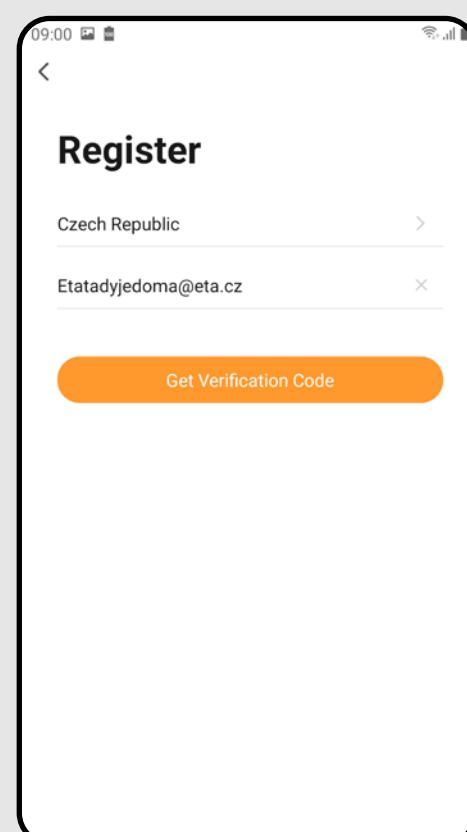 09:00
Register
Czech Republic
Etatadyjedoma@eta.cz
Get Verification Code